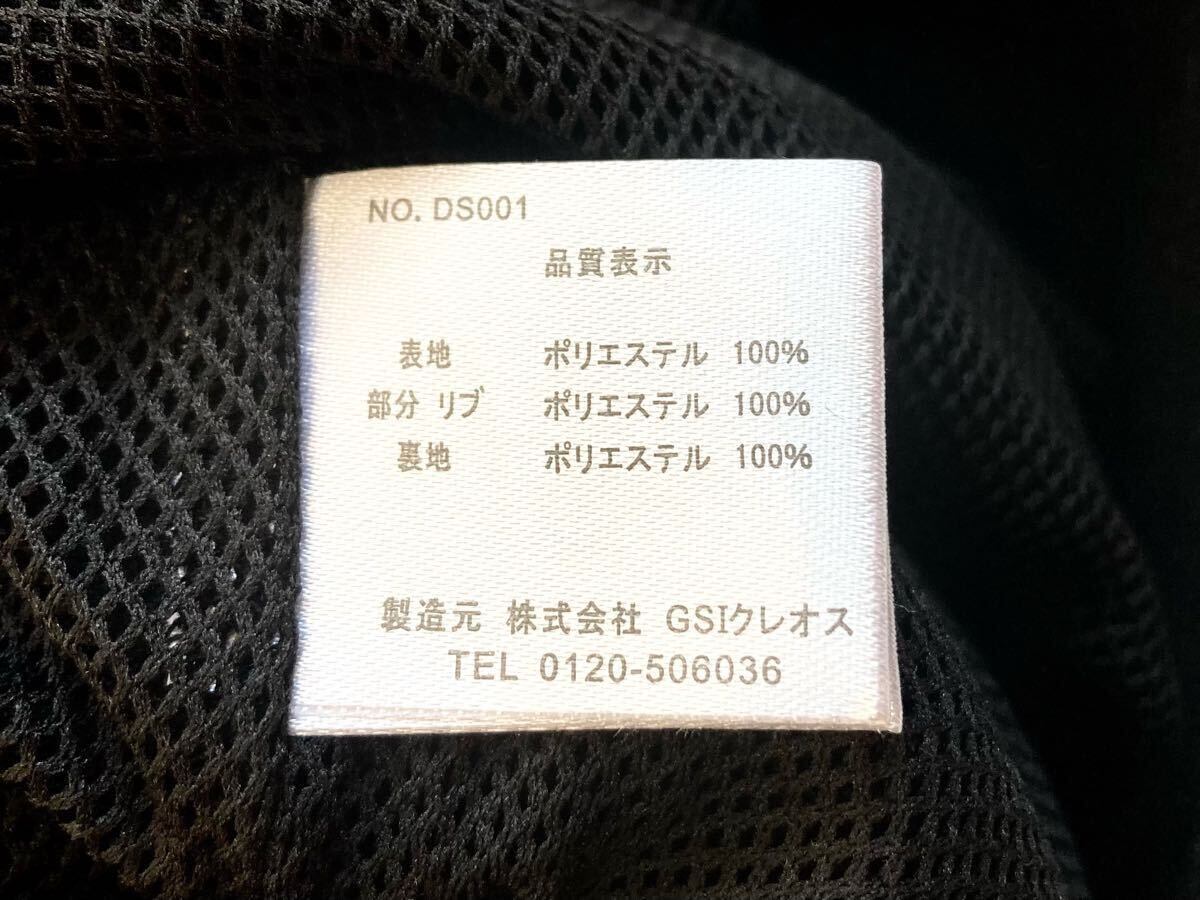 NO. DS001
品質表示
表地 ポリエステル 100%
部分 リブ ポリエステル 100%
裏地 ポリエステル 100%
製造元 株式会社 GSIクレオス
TEL 0120-506036